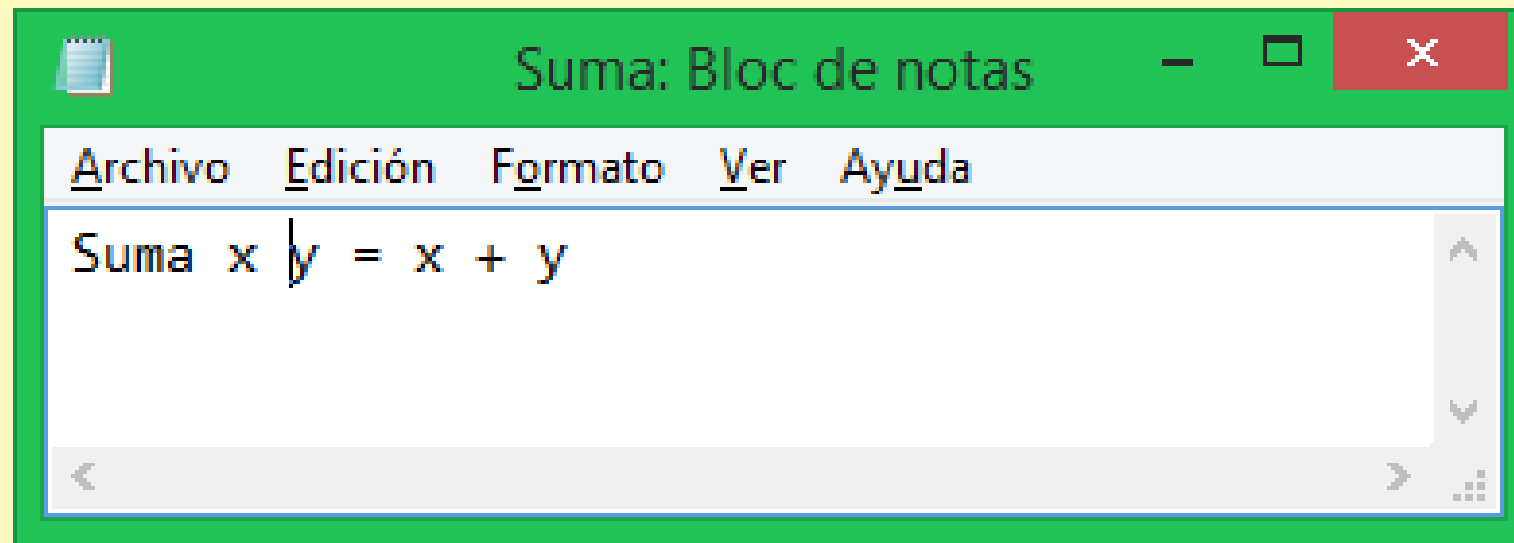 Suma: Bloc de notas
Archivo Edición Formato Ver Ayuda
Suma x y = x + y